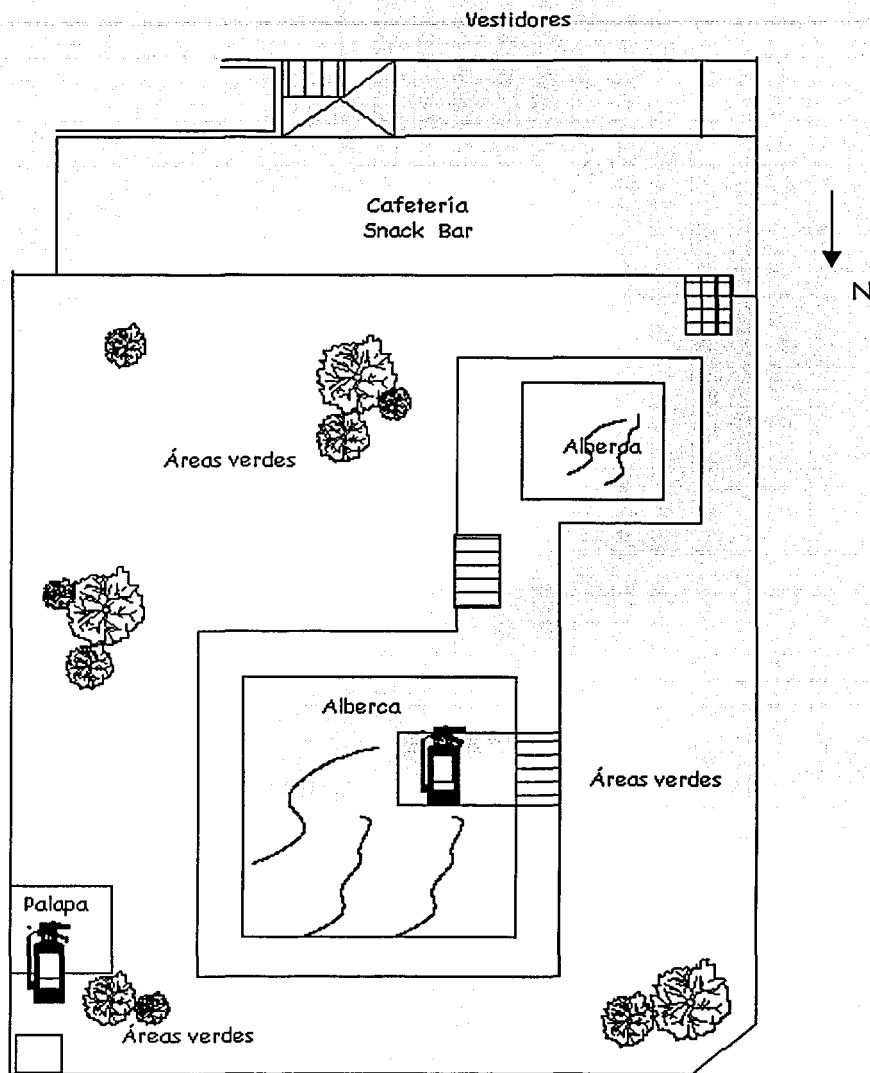 Vestidores
Cafetería
Snack Bar
N
Alberca
Áreas verdes
Alberca
Áreas verdes
Palapa
Áreas verdes